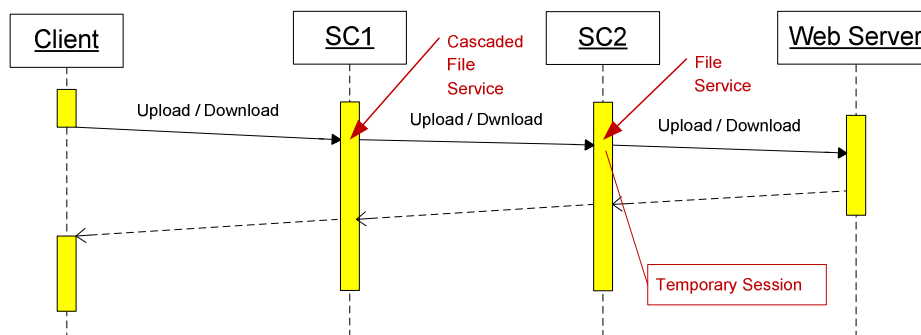 Client
SC1
SC2
Web Server
Cascaded
File
Service
File
Service
Upload / Download
Upload / Dwnload
Upload / Download
Temporary Session